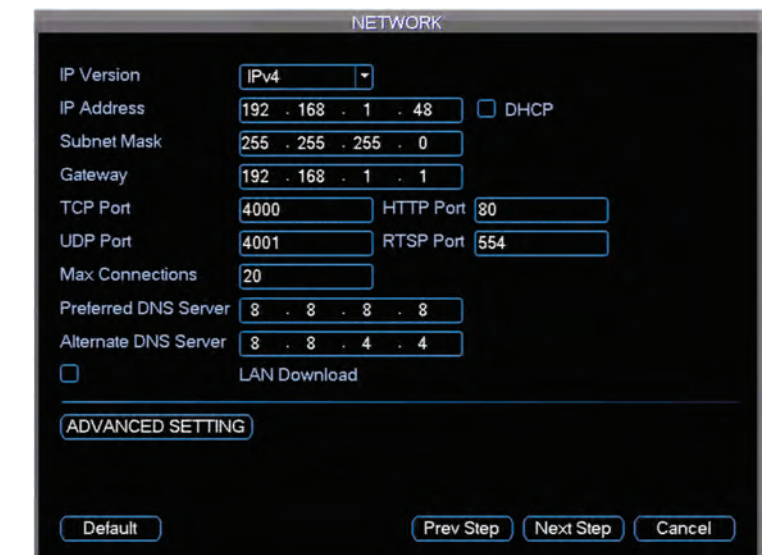 NETWORK
IP Version IPv4
IP Address 192 . 168 . 1 . 48 DHCP
Subnet Mask 255 . 255 . 255 . 0
Gateway 192 . 168 . 1 . 1
TCP Port 4000 HTTP Port 80
UDP Port 4001 RTSP Port 554
Max Connections 20
Preferred DNS Server 8 . 8 . 8 . 8
Alternate DNS Server 8 . 8 . 4 . 4
LAN Download
ADVANCED SETTING
Default Prev Step Next Step Cancel